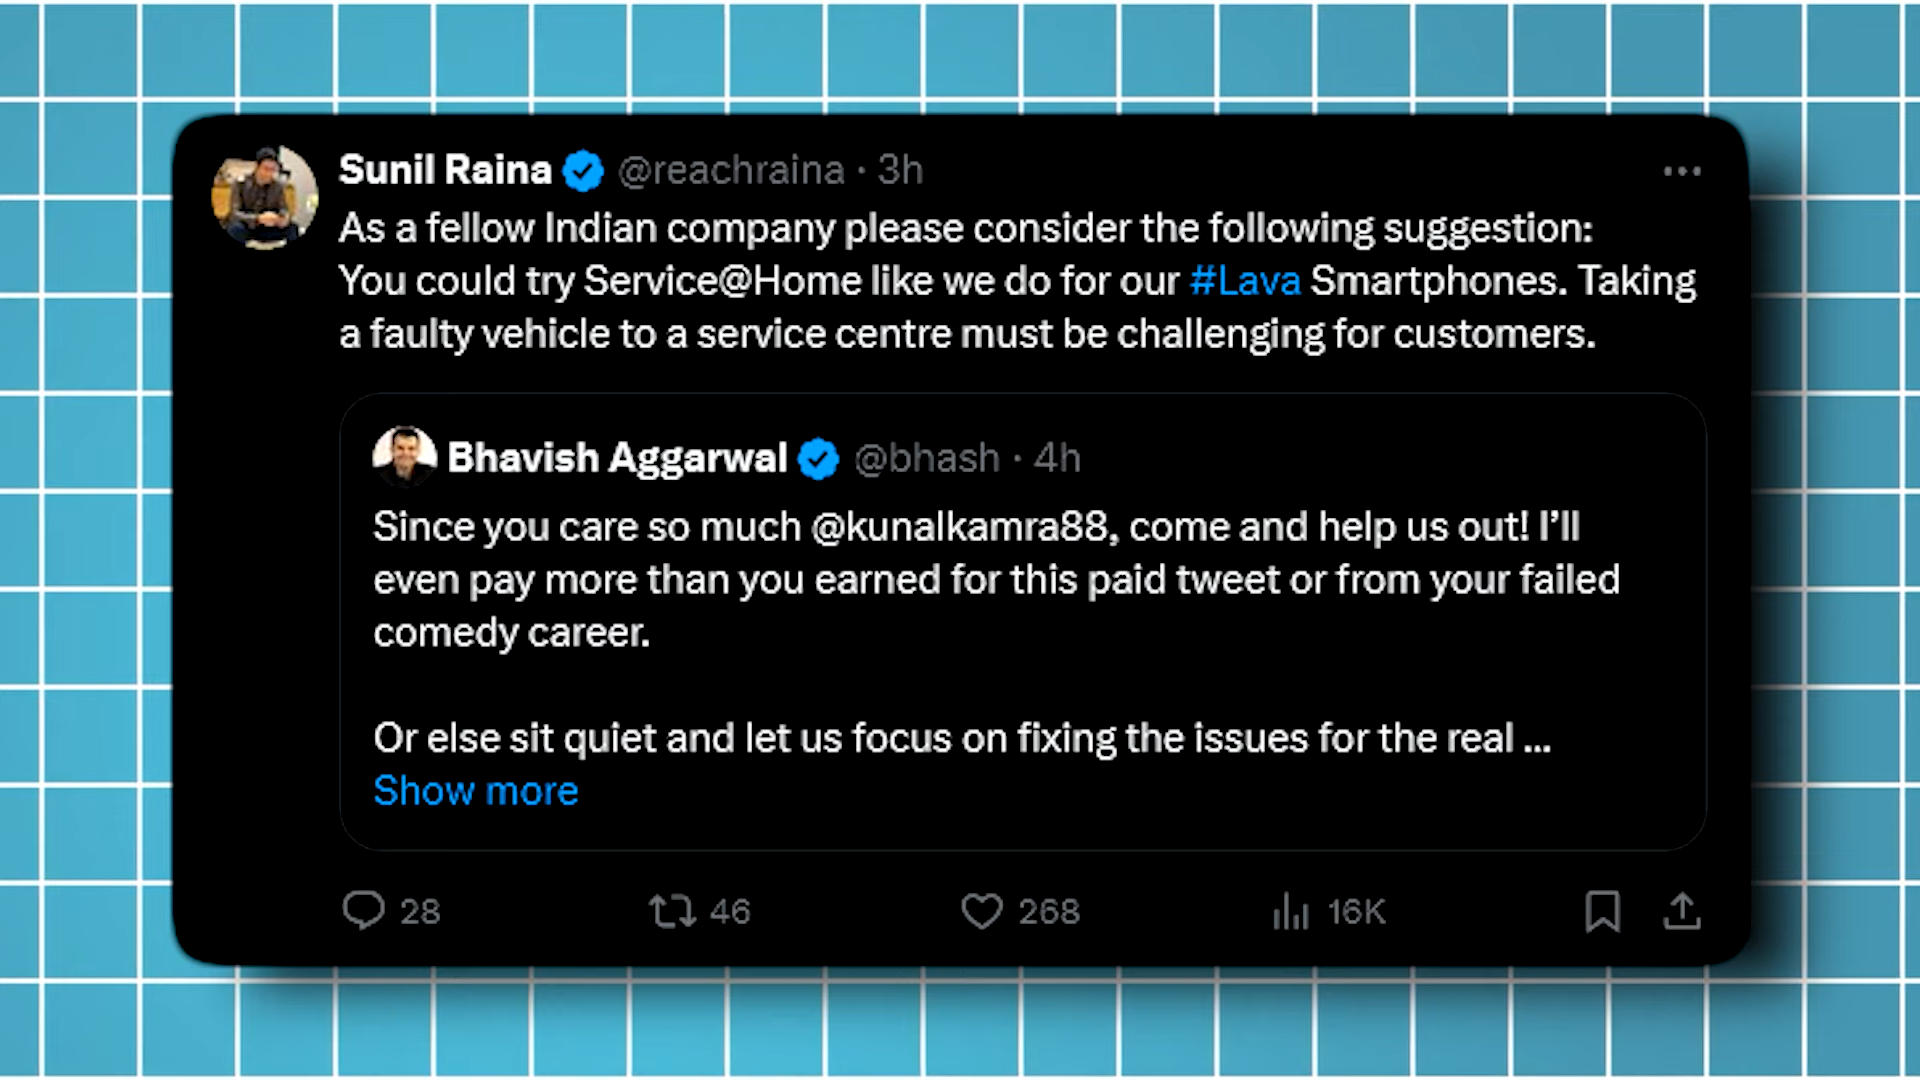 Sunil Raina @reachraina · 3h
As a fellow Indian company please consider the following suggestion:
You could try Service@Home like we do for our #Lava Smartphones. Taking
a faulty vehicle to a service centre must be challenging for customers.
Bhavish Aggarwal @bhash · 4h
Since you care so much @kunalkamra88, come and help us out! I’ll
even pay more than you earned for this paid tweet or from your failed
comedy career.
Or else sit quiet and let us focus on fixing the issues for the real ...
Show more
28 46 268 16K